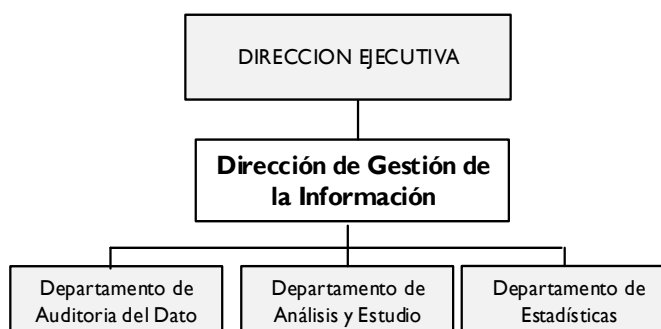 DIRECCION EJECUTIVA
Dirección de Gestión de
la Información
Departamento de
Auditoria del Dato
Departamento de
Análisis y Estudio
Departamento de
Estadísticas